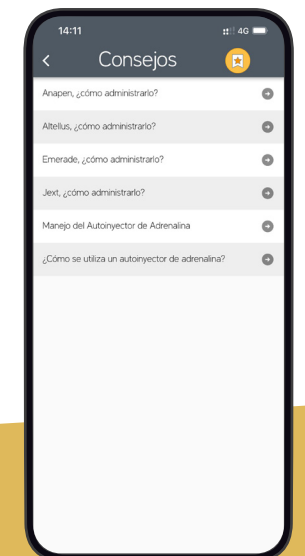 14:11
4G
Consejos
Anapen, ¿cómo administrarlo?
Altellus, ¿cómo administrarlo?
Emerade, ¿cómo administrarlo?
Jext, ¿cómo administrarlo?
Manejo del Autoinyector de Adrenalina
¿Cómo se utiliza un autoinyector de adrenalina?